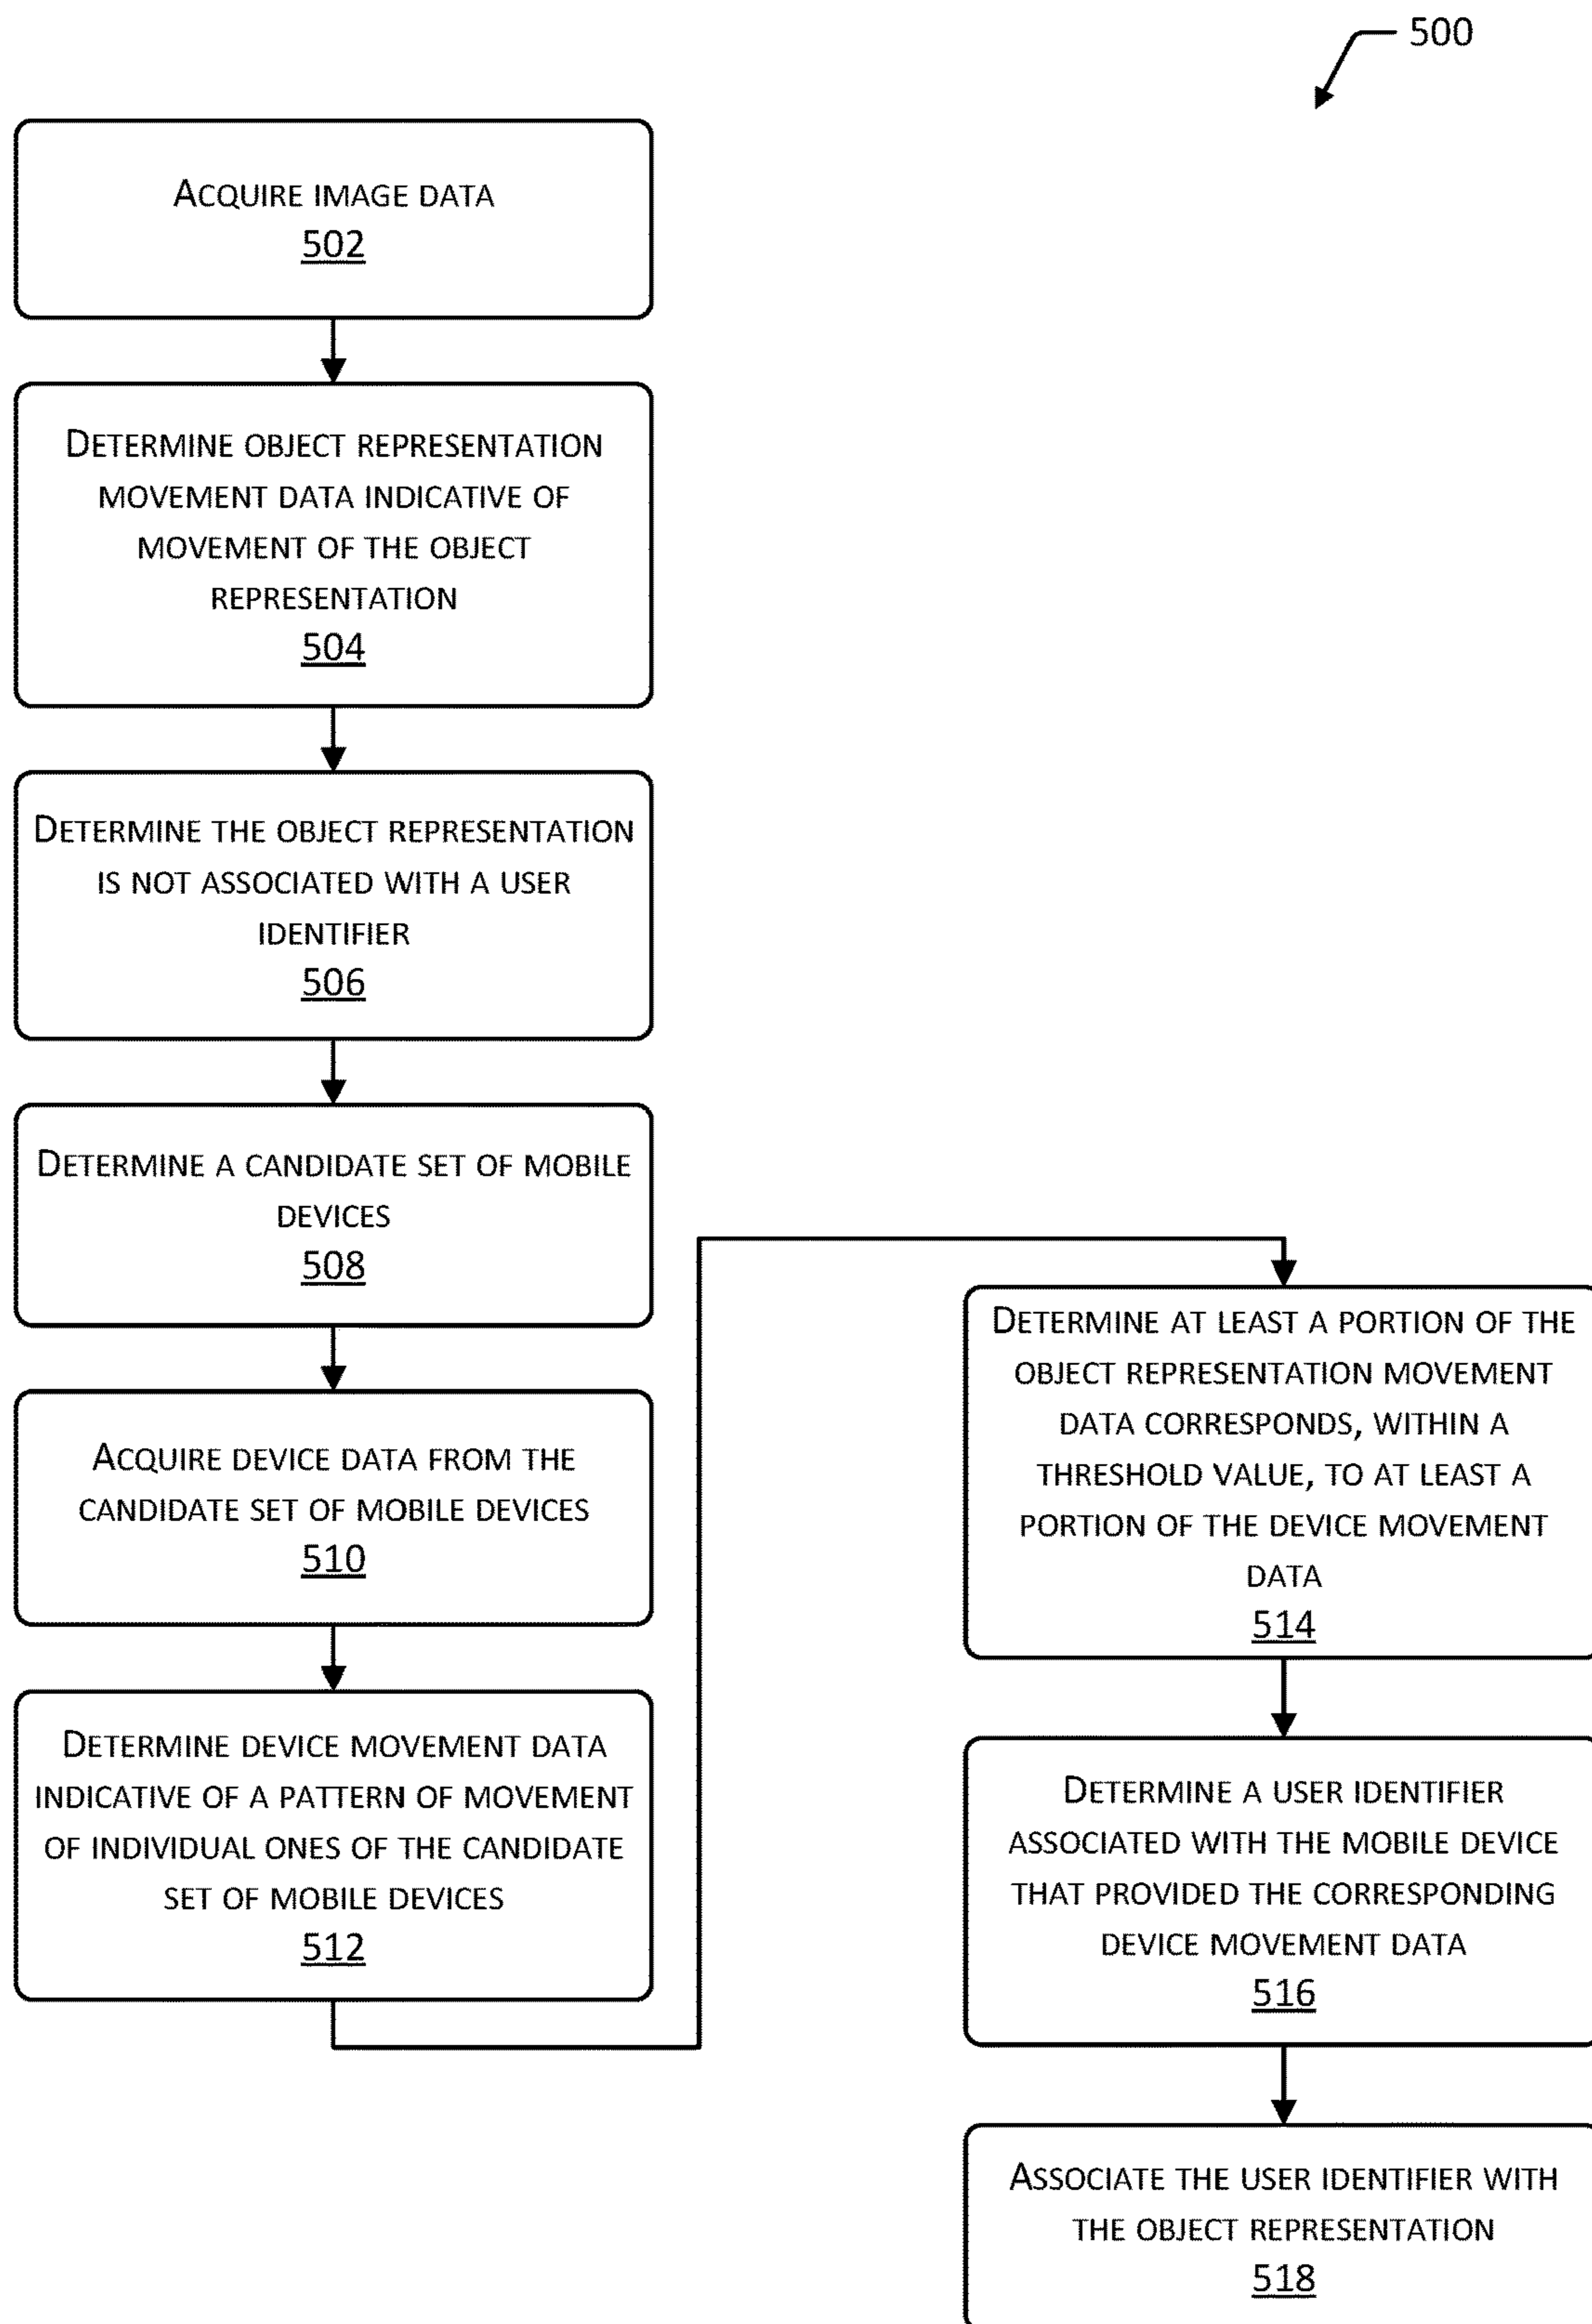 500
ACQUIRE IMAGE DATA
502
DETERMINE OBJECT REPRESENTATION
MOVEMENT DATA INDICATIVE OF
MOVEMENT OF THE OBJECT
REPRESENTATION
504
DETERMINE THE OBJECT REPRESENTATION
IS NOT ASSOCIATED WITH A USER
IDENTIFIER
506
DETERMINE A CANDIDATE SET OF MOBILE
DEVICES
508
ACQUIRE DEVICE DATA FROM THE
CANDIDATE SET OF MOBILE DEVICES
510
DETERMINE DEVICE MOVEMENT DATA
INDICATIVE OF A PATTERN OF MOVEMENT
OF INDIVIDUAL ONES OF THE CANDIDATE
SET OF MOBILE DEVICES
512
DETERMINE AT LEAST A PORTION OF THE
OBJECT REPRESENTATION MOVEMENT
DATA CORRESPONDS, WITHIN A
THRESHOLD VALUE, TO AT LEAST A
PORTION OF THE DEVICE MOVEMENT
DATA
514
DETERMINE A USER IDENTIFIER
ASSOCIATED WITH THE MOBILE DEVICE
THAT PROVIDED THE CORRESPONDING
DEVICE MOVEMENT DATA
516
ASSOCIATE THE USER IDENTIFIER WITH
THE OBJECT REPRESENTATION
518